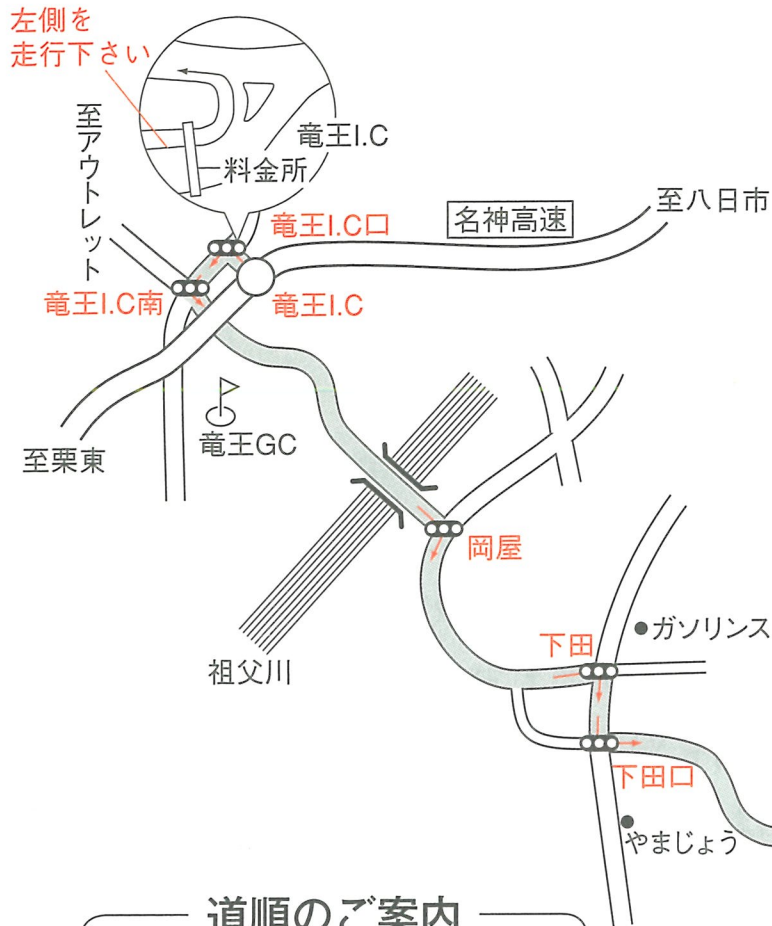 左側を
走行下さい
至アウトレット
竜王I.C
料金所
竜王I.C口
名神高速
至八日市
竜王I.C南
竜王I.C
竜王GC
至栗東
岡屋
祖父川
下田
ガソリンス
下田口
やまじょう
道順のご案内